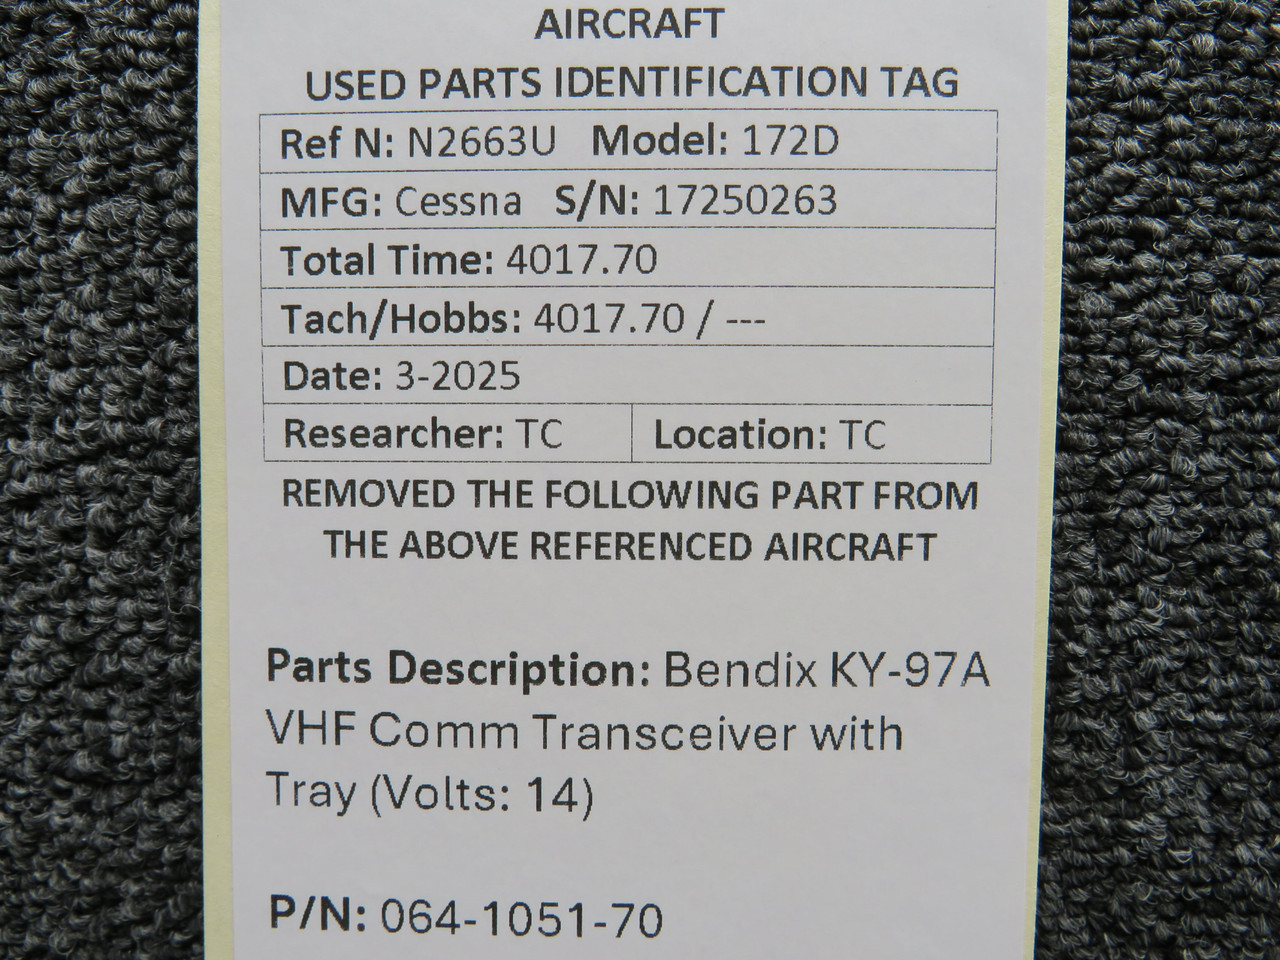 AIRCRAFT
USED PARTS IDENTIFICATION TAG
Ref N: N2663U Model: 172D
MFG: Cessna S/N: 17250263
Total Time: 4017.70
Tach/Hobbs: 4017.70 / ---
Date: 3-2025
Researcher: TC Location: TC
REMOVED THE FOLLOWING PART FROM
THE ABOVE REFERENCED AIRCRAFT
Parts Description: Bendix KY-97A
VHF Comm Transceiver with
Tray (Volts: 14)
P/N: 064-1051-70